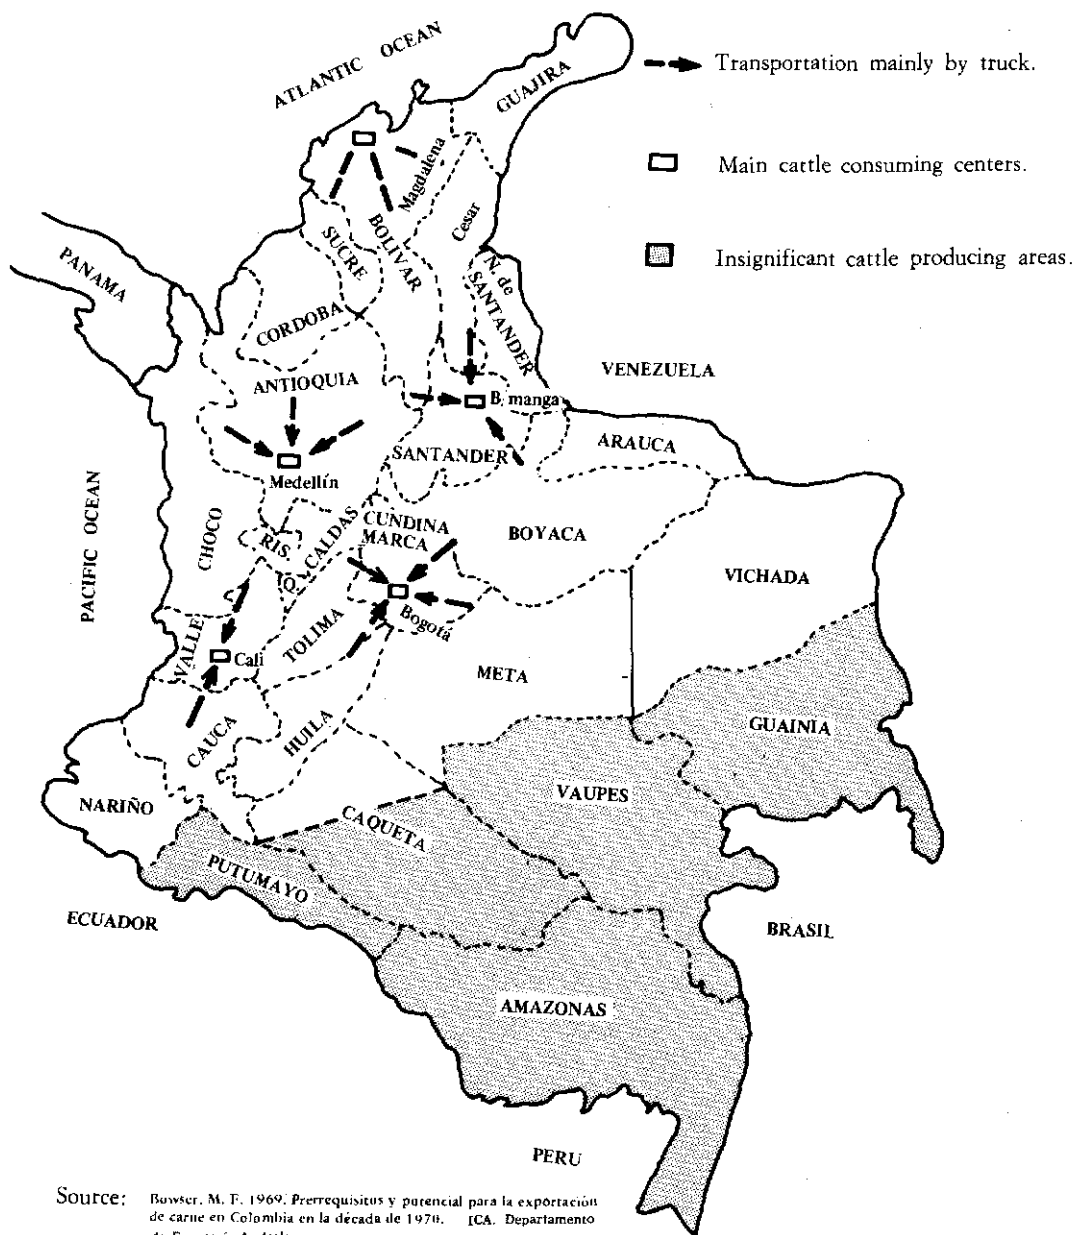 ATLANTIC OCEAN
GUAJIRA
Transportation mainly by truck.
Main cattle consuming centers.
Insignificant cattle producing areas.
Magdalena
Cesar
BOLIVAR
SUCRE
N. de
SANTANDER
PANAMA
CORDOBA
VENEZUELA
ANTIOQUIA
B, manga
ARAUCA
SANTANDER
Medellín
PACIFIC OCEAN
CHOCO
RIS.
CALDAS
CUNDINA
MARCA
BOYACA
VICHADA
Q.
Bogotá
TOLIMA
VALLE
Cali
META
CAUCA
HUILA
GUAINIA
NARIÑO
VAUPES
CAQUETA
PUTUMAYO
ECUADOR
BRASIL
AMAZONAS
PERU
Source: Bowser, M. F. 1969. Prerrequisitos y potencial para la exportación
de carne en Colombia en la década de 1970. ICA. Departamento